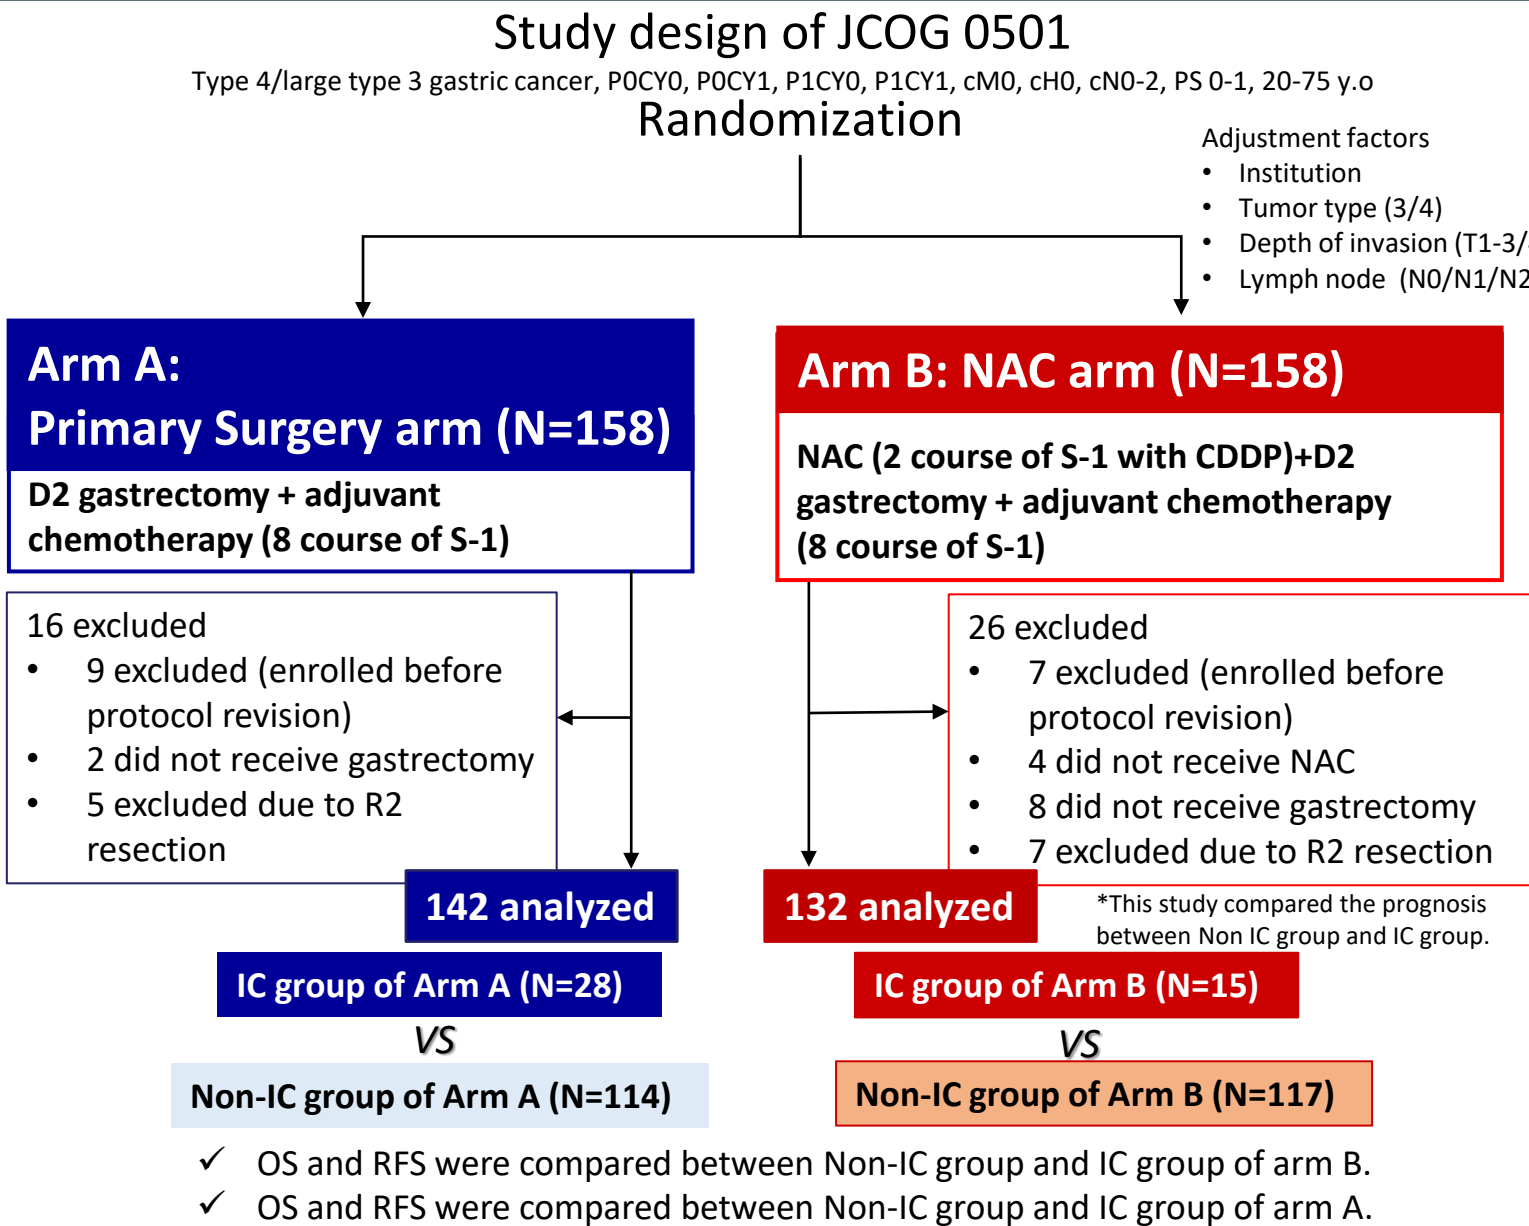 Study design of JCOG 0501
Type 4/large type 3 gastric cancer, P0CY0, P0CY1, P1CY0, P1CY1, cM0, cH0, cN0-2, PS 0-1, 20-75 y.o
Randomization
Adjustment factors
• Institution
• Tumor type (3/4)
• Depth of invasion (T1-3/
• Lymph node (N0/N1/N2
Arm A:
Primary Surgery arm (N=158)
D2 gastrectomy + adjuvant
chemotherapy (8 course of S-1)
Arm B: NAC arm (N=158)
NAC (2 course of S-1 with CDDP)+D2
gastrectomy + adjuvant chemotherapy
(8 course of S-1)
16 excluded
• 9 excluded (enrolled before
protocol revision)
• 2 did not receive gastrectomy
• 5 excluded due to R2
resection
26 excluded
• 7 excluded (enrolled before
protocol revision)
• 4 did not receive NAC
• 8 did not receive gastrectomy
• 7 excluded due to R2 resection
142 analyzed
132 analyzed
*This study compared the prognosis
between Non IC group and IC group.
IC group of Arm A (N=28)
VS
Non-IC group of Arm A (N=114)
IC group of Arm B (N=15)
VS
Non-IC group of Arm B (N=117)
✓ OS and RFS were compared between Non-IC group and IC group of arm B.
✓ OS and RFS were compared between Non-IC group and IC group of arm A.